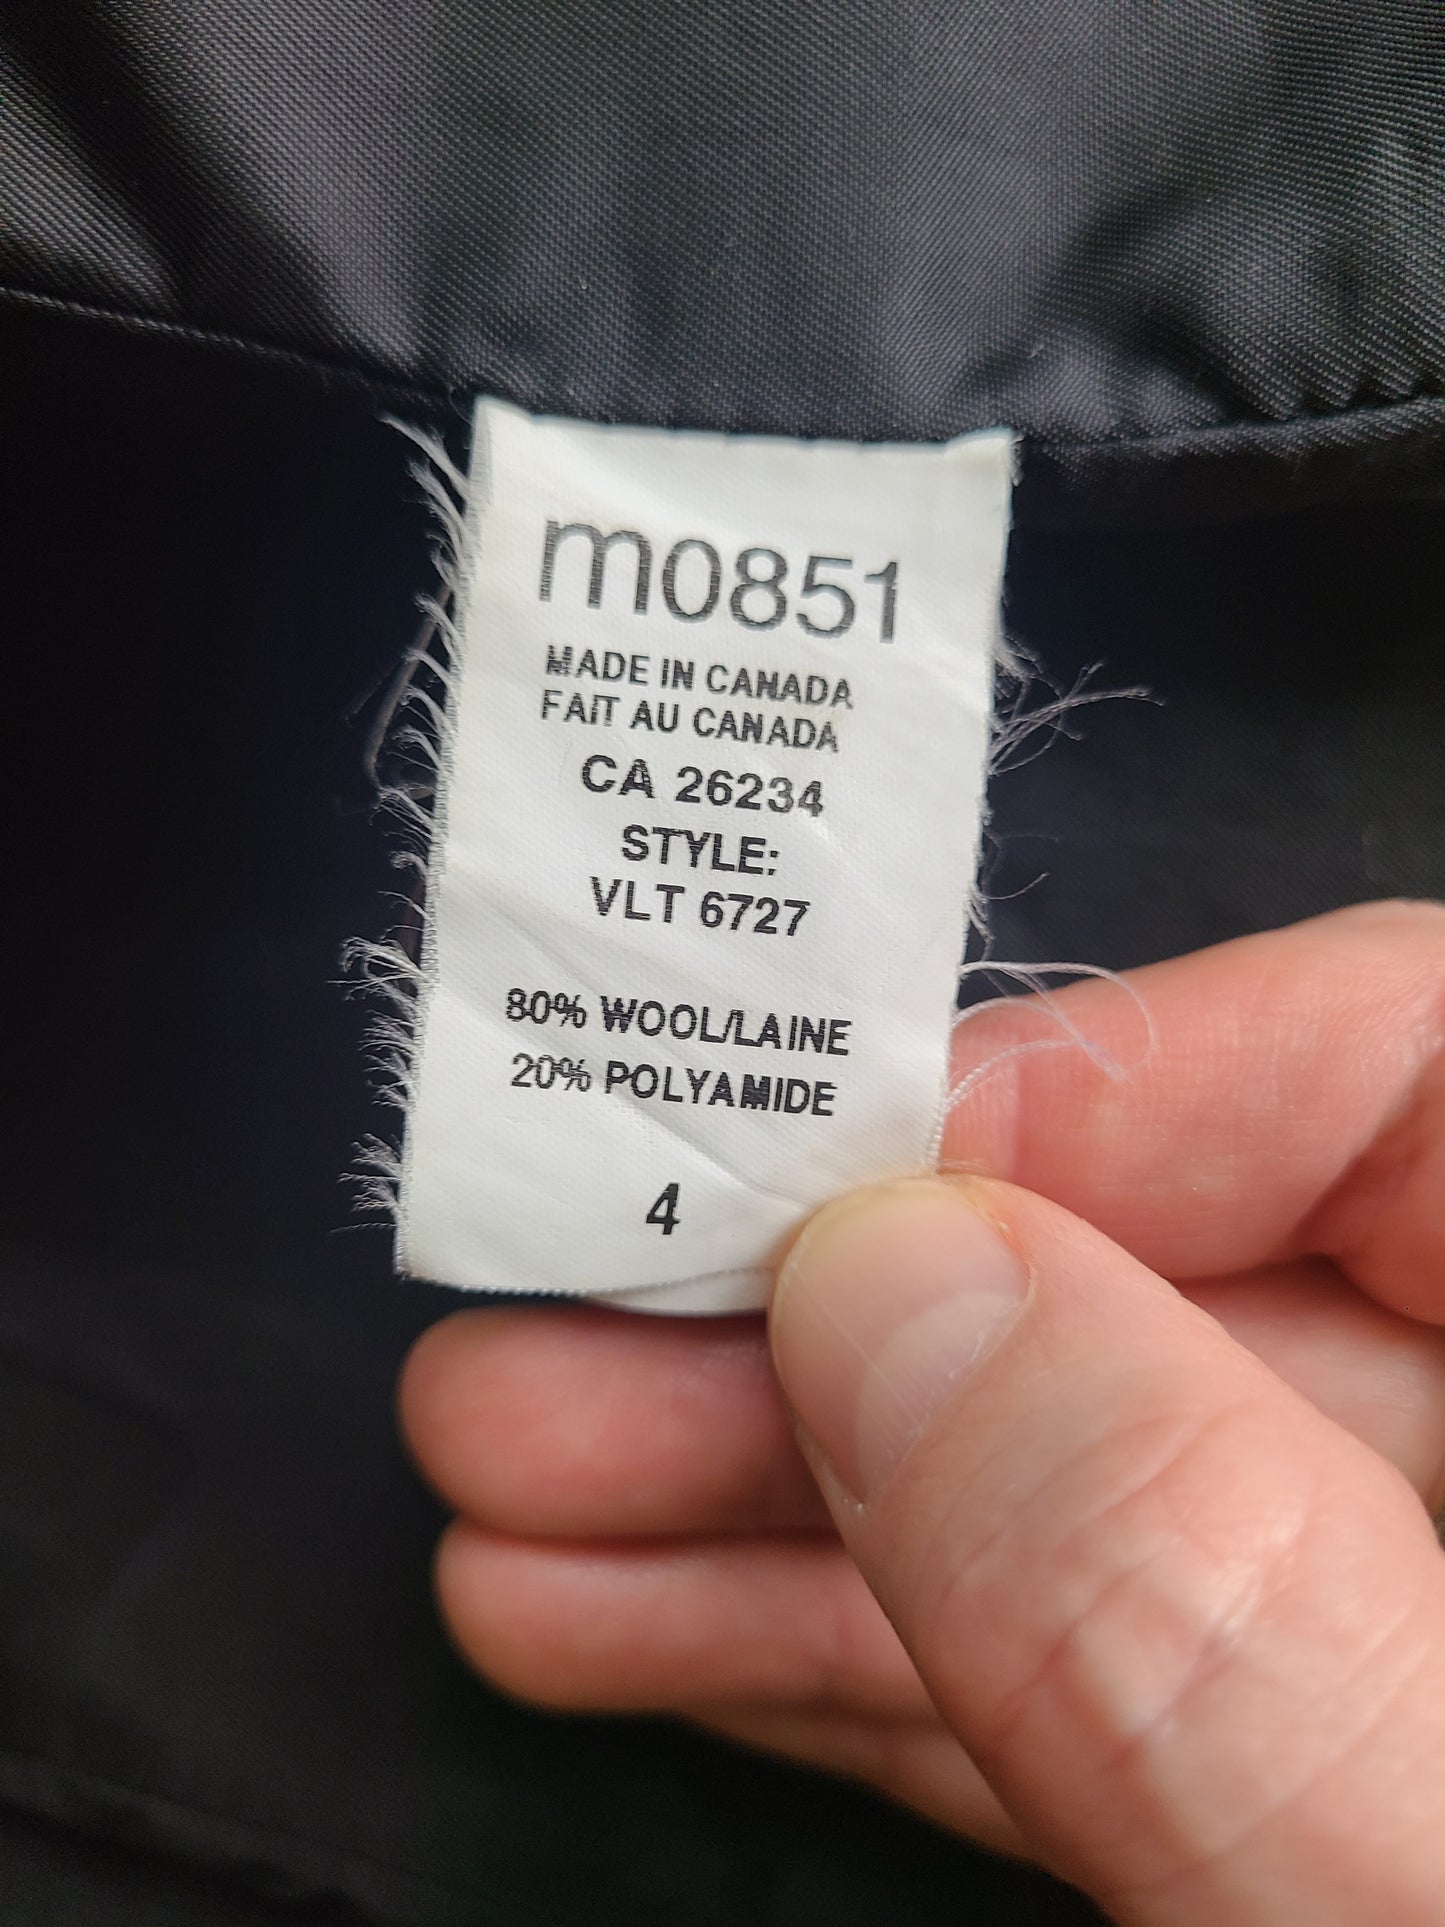 m0851
MADE IN CANADA
FAIT AU CANADA
CA 26234
STYLE:
VLT 6727
80% WOOL/LAINE
20% POLYAMIDE
4